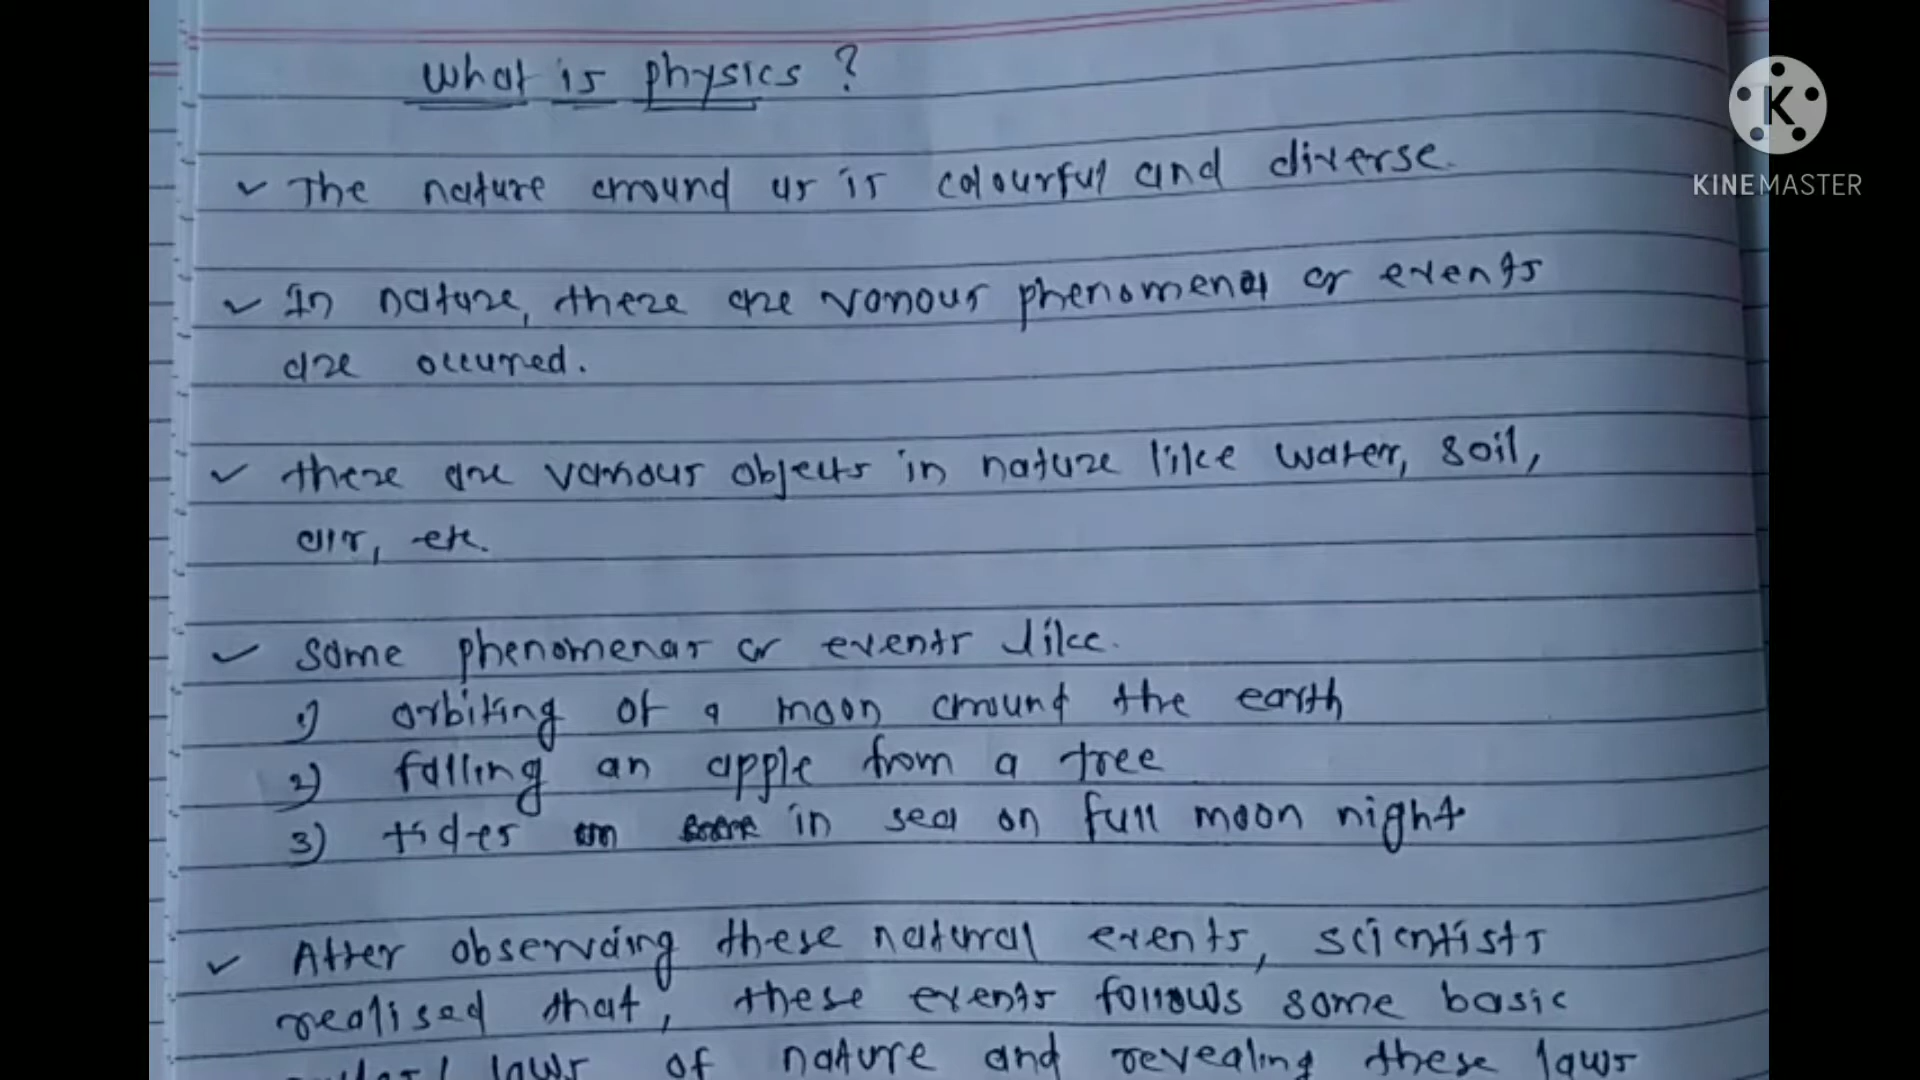 What is physics ?
The nature around us is colourful and diverse.
In nature, there are various phenomena or events
are occurred.
there are various objects in nature like water, soil,
air, etc.
Some phenomenas or events like.
1) orbiting of a moon around the earth
2) falling an apple from a tree
3) tides in sea on full moon night
After observing these natural events, scientists
realised that, these events follows some basic
laws of nature and revealing these laws
K
KINEMASTER